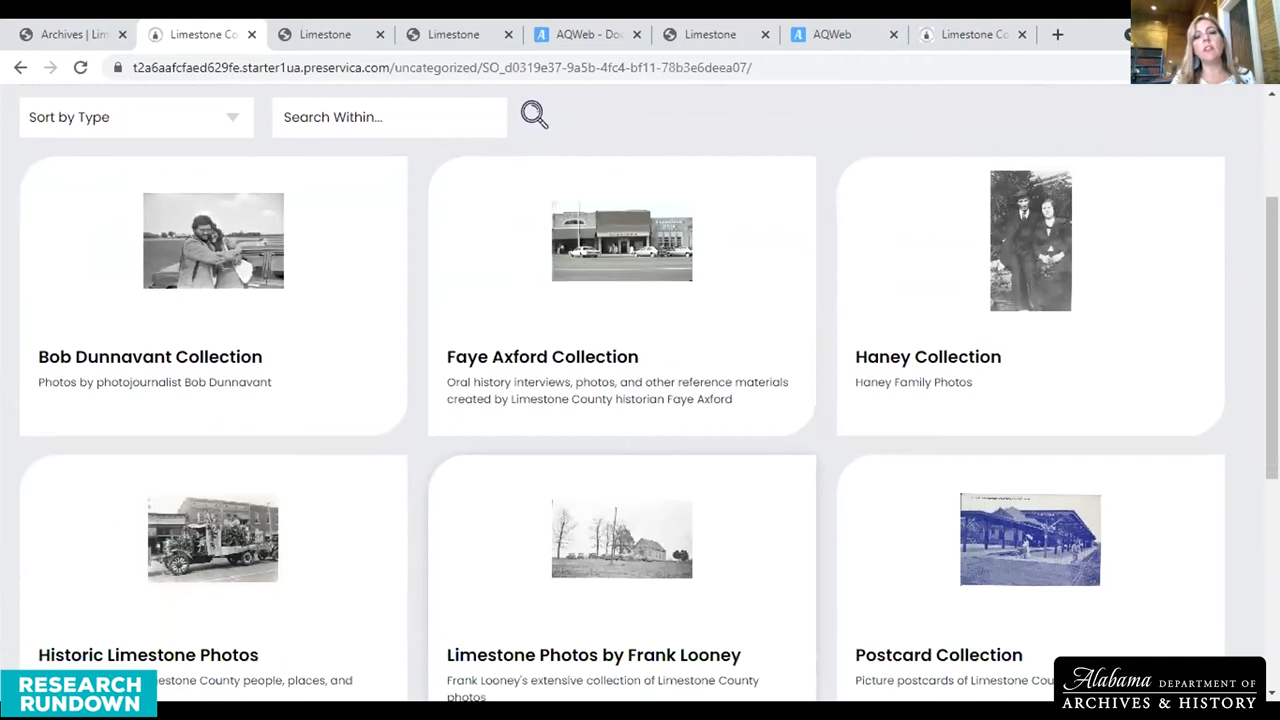 Archives | Lim
Limestone Co
Limestone
Limestone
AQWeb - Do
Limestone
AQWeb
Limestone Co
t2a6aafcfaed629fe.starter1ua.preservica.com/uncategorized/SO_d0319e37-9a5b-4fc4-bf11-78b3e6deea07/
Sort by Type
Search Within...
Bob Dunnavant Collection
Photos by photojournalist Bob Dunnavant
Faye Axford Collection
Oral history interviews, photos, and other reference materials
created by Limestone County historian Faye Axford
Haney Collection
Haney Family Photos
Historic Limestone Photos
estone County people, places, and
Limestone Photos by Frank Looney
Frank Looney's extensive collection of Limestone County
photos
Postcard Collection
Picture postcards of Limestone Cou
RESEARCH
RUNDOWN
Alabama DEPARTMENT OF
ARCHIVES & HISTORY